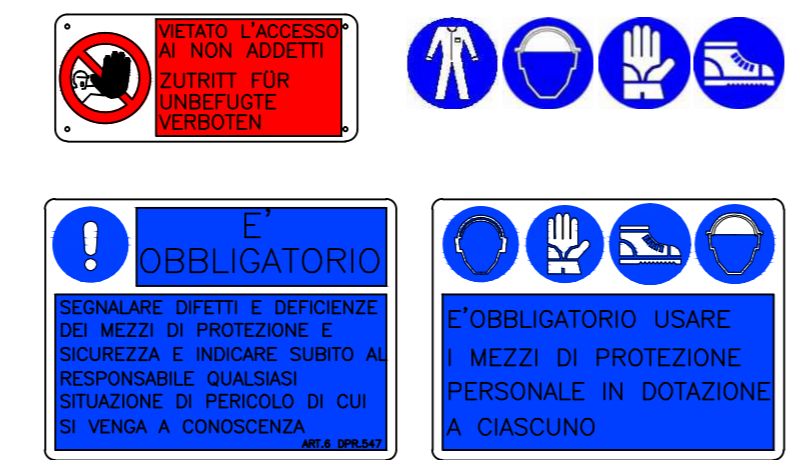 VIETATO L'ACCESSO
AI NON ADDETTI
ZUTRITT FÜR
UNBEFUGTE
VERBOTEN
E'
OBBLIGATORIO
SEGNALARE DIFETTI E DEFICIENZE
DEI MEZZI DI PROTEZIONE E
SICUREZZA E INDICARE SUBITO AL
RESPONSABILE QUALSIASI
SITUAZIONE DI PERICOLO DI CUI
SI VENGA A CONOSCENZA
ART.6 DPR.547
E'OBBLIGATORIO USARE
I MEZZI DI PROTEZIONE
PERSONALE IN DOTAZIONE
A CIASCUNO